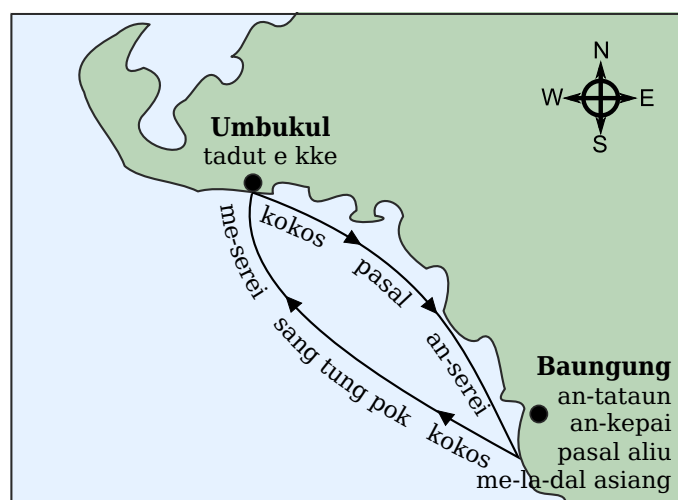 N
W E
S
Umbukul
tadut e kke
kokos
pasal
an-serei
me-serei
sang tung pok
kokos
Baungung
an-tataun
an-kepai
pasal aliu
me-la-dal asiang